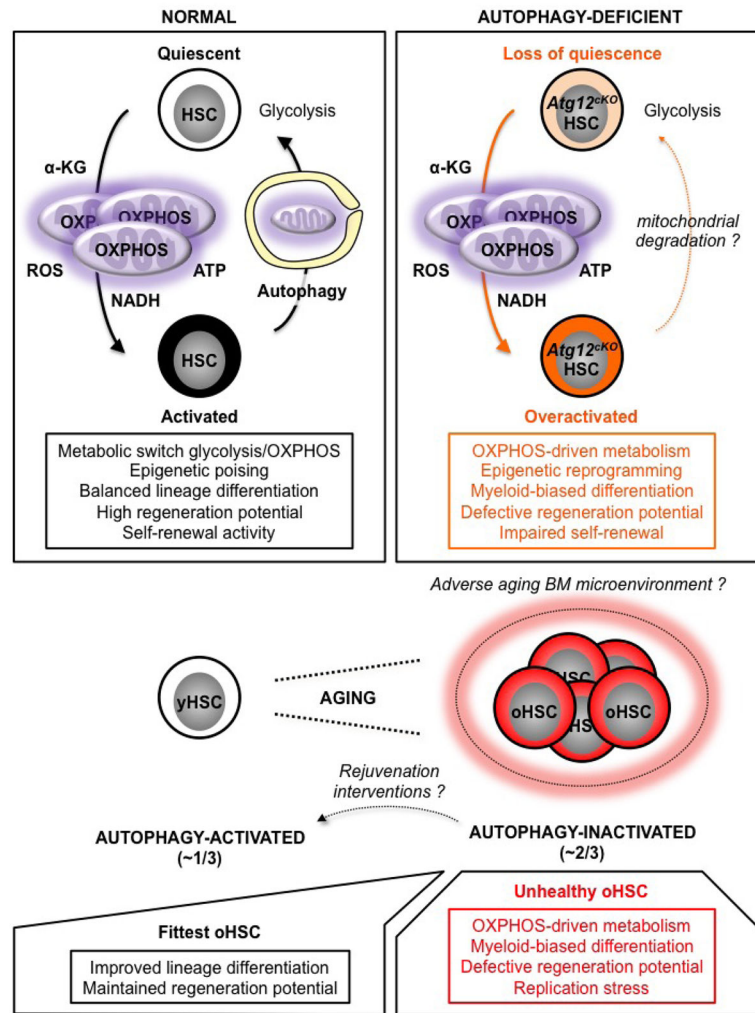 NORMAL
Quiescent
HSC
Glycolysis
α-KG
OXP
OXPHOS
OXPHOS
ROS
ATP
NADH
Autophagy
HSC
Activated
Metabolic switch glycolysis/OXPHOS
Epigenetic poising
Balanced lineage differentiation
High regeneration potential
Self-renewal activity
AUTOPHAGY-DEFICIENT
Loss of quiescence
Atg12cKO
HSC
Glycolysis
α-KG
OXP
OXPHOS
OXPHOS
ROS
ATP
NADH
mitochondrial
degradation ?
Atg12cKO
HSC
Overactivated
OXPHOS-driven metabolism
Epigenetic reprogramming
Myeloid-biased differentiation
Defective regeneration potential
Impaired self-renewal
Adverse aging BM microenvironment ?
yHSC
AGING
oHSC
oHSC
Rejuvenation
interventions ?
AUTOPHAGY-ACTIVATED
(~1/3)
AUTOPHAGY-INACTIVATED
(~2/3)
Fittest oHSC
Improved lineage differentiation
Maintained regeneration potential
Unhealthy oHSC
OXPHOS-driven metabolism
Myeloid-biased differentiation
Defective regeneration potential
Replication stress